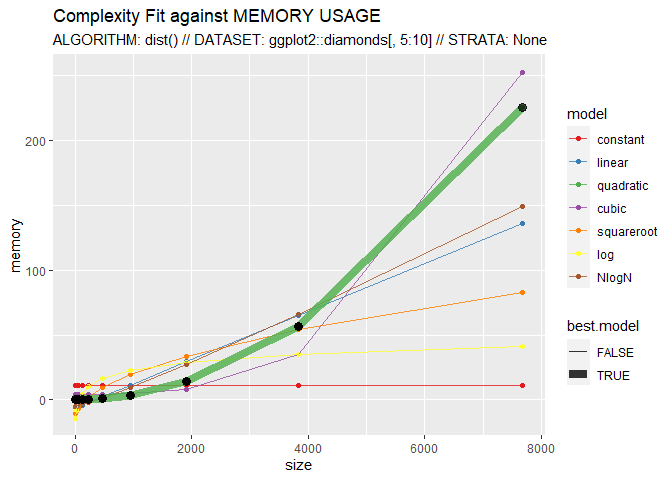 Complexity Fit against MEMORY USAGE
ALGORITHM: dist() // DATASET: ggplot2::diamonds[, 5:10] // STRATA: None
memory
200
100
0
0
2000
4000
6000
8000
size
model
constant
linear
quadratic
cubic
squareroot
log
NlogN
best.model
FALSE
TRUE